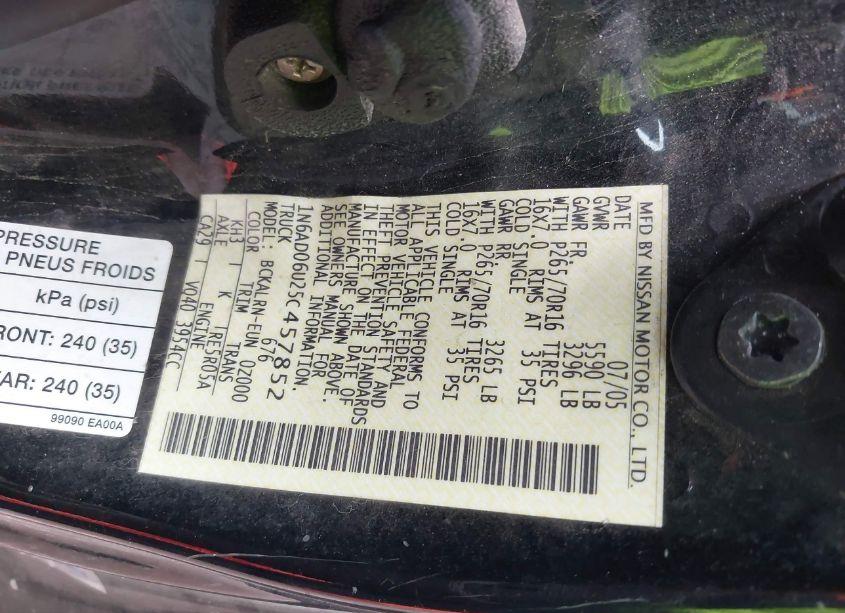 PRESSURE
PNEUS FROIDS
kPa (psi)
RONT: 240 (35)
AR: 240 (35)
99090 EA00A
MFD BY NISSAN MOTOR CO., LTD.
DATE 07/05
GVWR 5590 LB
GAWR FR 3296 LB
WITH P265/70R16 TIRES
16X7.0 RIMS AT 35 PSI
COLD SINGLE
GAWR RR 3265 LB
WITH P265/70R16 TIRES
16X7.0 RIMS AT 35 PSI
COLD SINGLE
THIS VEHICLE CONFORMS TO
ALL APPLICABLE FEDERAL
MOTOR VEHICLE SAFETY AND
THEFT PREVENTION STANDARDS
IN EFFECT ON THE DATE OF
MANUFACTURE SHOWN ABOVE.
SEE OWNERS MANUAL FOR
ADDITIONAL INFORMATION.
1N6AD06U25C457852
TRUCK 676
MODEL: BCKALRN-EUN 02000
COLOR TRIM TRANS
KH3 I K I RE5R05A
AXLE ENGINE
CA29 I VQ40 3954CC